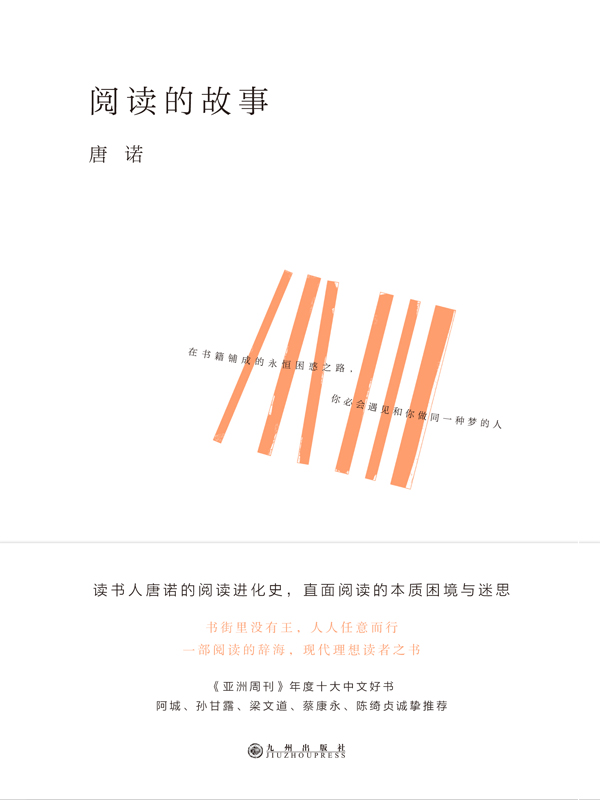 阅读的故事
唐 诺
在书籍铺成的永恒困惑之路，
你必会遇见和你做同一种梦的人
读书人唐诺的阅读进化史，直面阅读的本质困境与迷思
书街里没有王，人人任意而行
一部阅读的辞海，现代理想读者之书
《亚洲周刊》年度十大中文好书
阿城、孙甘露、梁文道、蔡康永、陈绮贞诚挚推荐
九州出版社
JIUZHOUPRESS